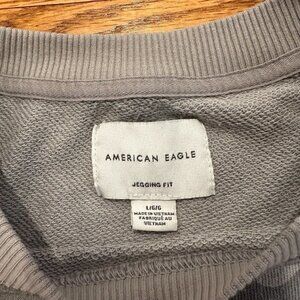 AMERICAN EAGLE
JEGGING FIT
L/G/G
MADE IN VIETNAM
FABRIQUÉ AU
VIETNAM